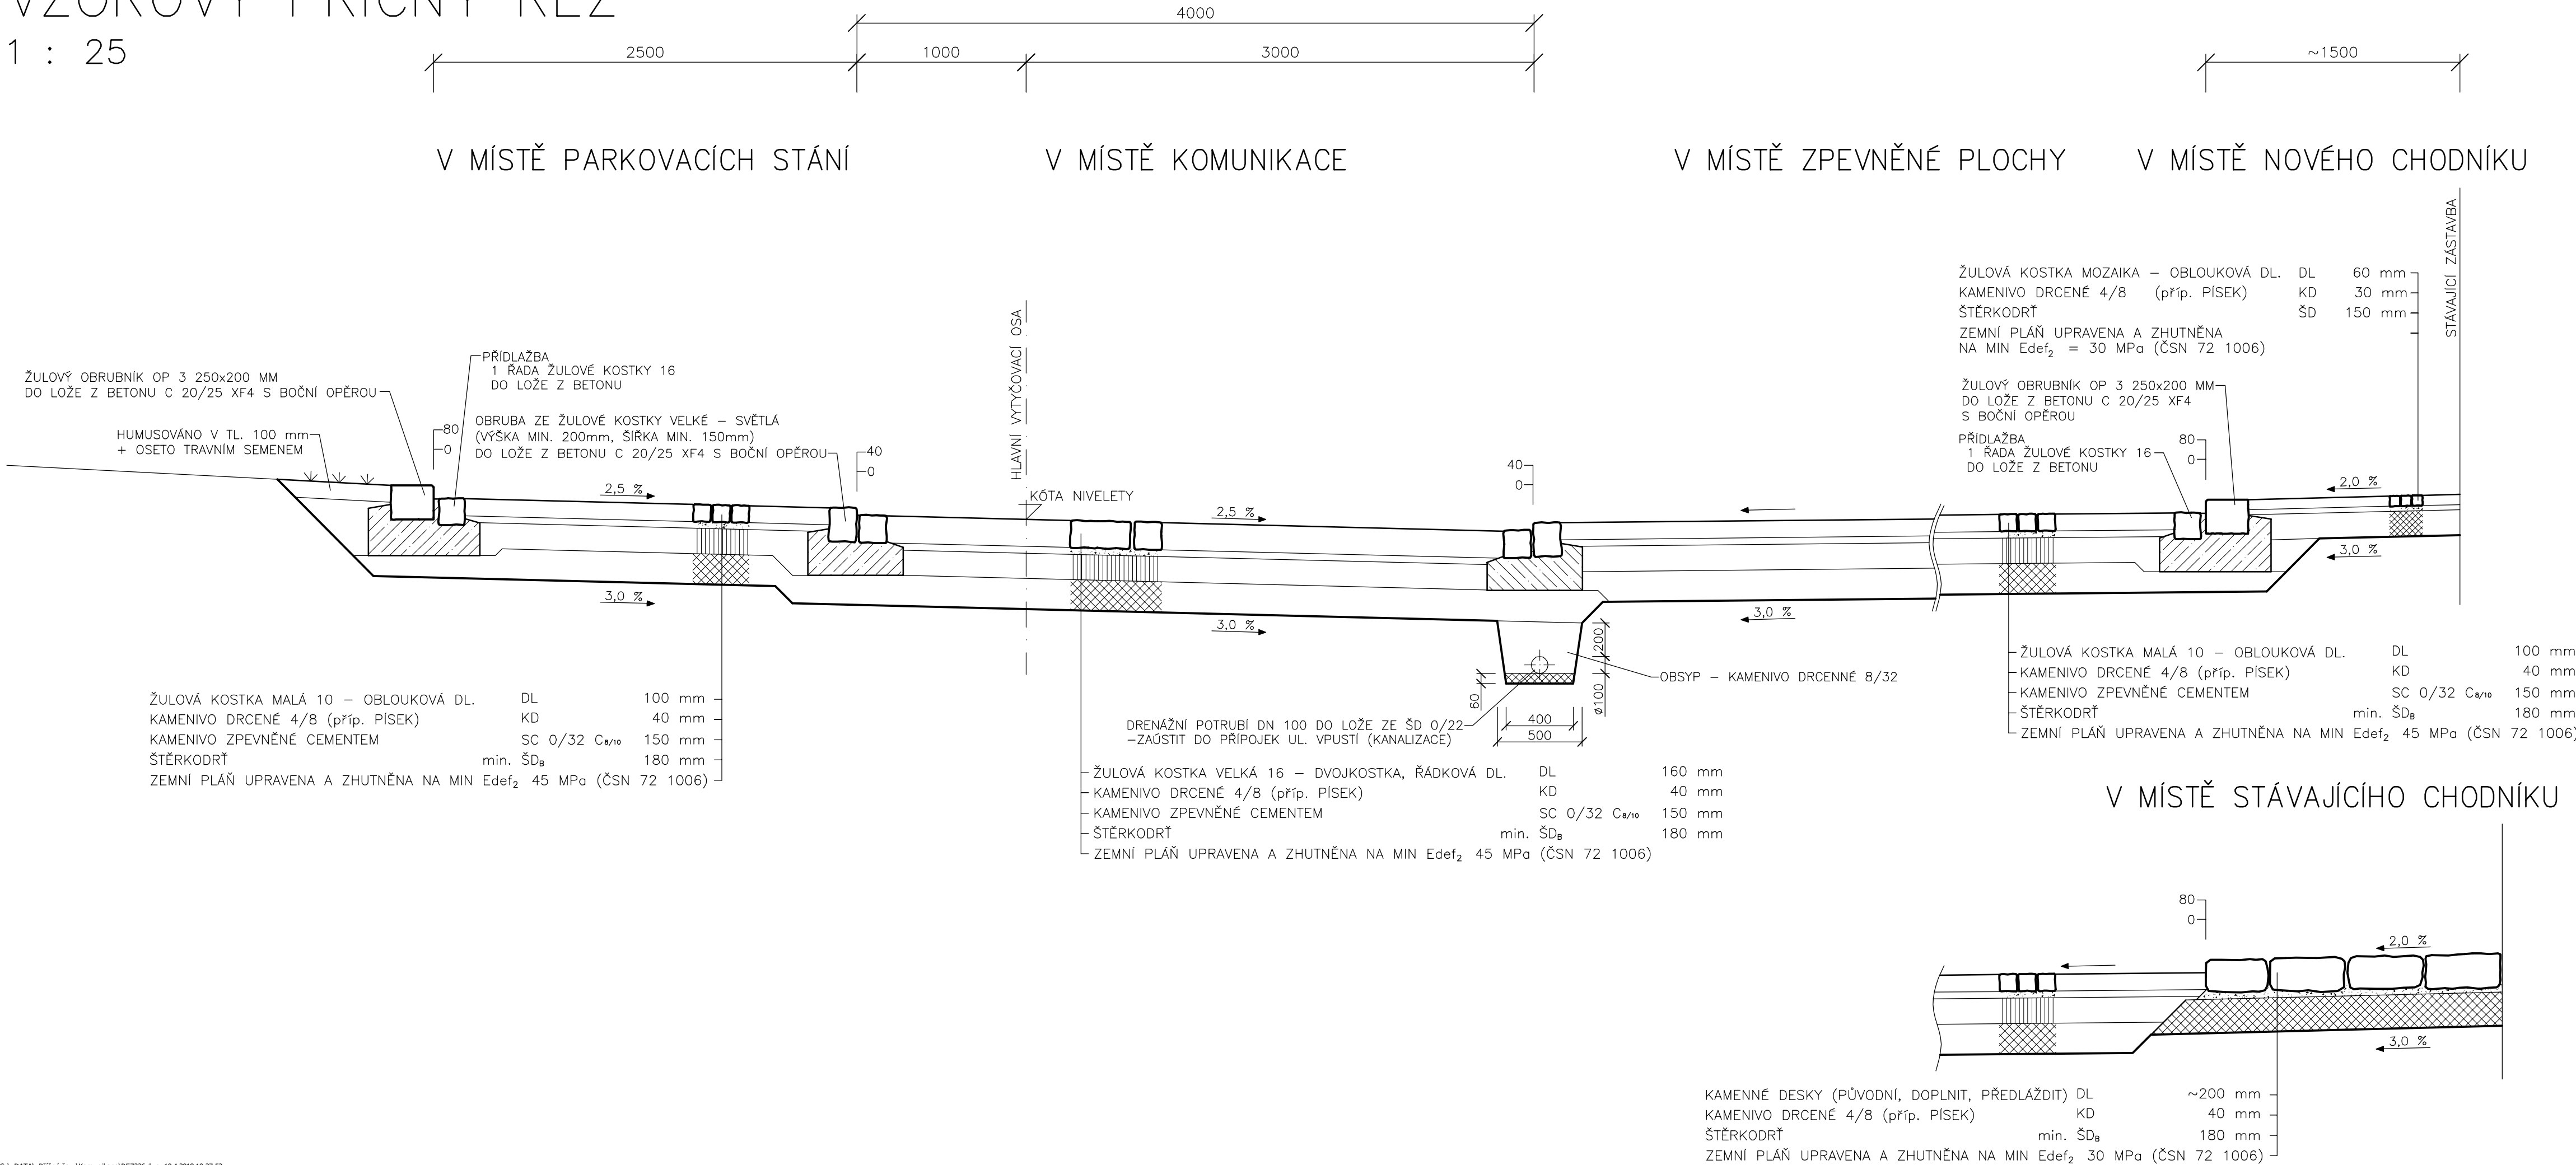 VZOROVÝ PŘÍČNÝ ŘEZ
1 : 25
4000
2500 1000 3000 ~1500
V MÍSTĚ PARKOVACÍCH STÁNÍ
V MÍSTĚ KOMUNIKACE
V MÍSTĚ ZPEVNĚNÉ PLOCHY
V MÍSTĚ NOVÉHO CHODNÍKU
STÁVAJÍCÍ ZÁSTAVBA
ŽULOVÁ KOSTKA MOZAIKA – OBLOUKOVÁ DL. DL 60 mm
KAMENIVO DRCENÉ 4/8 (příp. PÍSEK) KD 30 mm
ŠTĚRKODRŤ ŠD 150 mm
ZEMNÍ PLÁŇ UPRAVENA A ZHUTNĚNA
NA MIN Edef₂ = 30 MPa (ČSN 72 1006)
ŽULOVÝ OBRUBNÍK OP 3 250x200 MM
DO LOŽE Z BETONU C 20/25 XF4 S BOČNÍ OPĚROU
HUMUSOVÁNO V TL. 100 mm
+ OSETO TRAVNÍM SEMENEM
80
0
PŘÍDLAŽBA
1 ŘADA ŽULOVÉ KOSTKY 16
DO LOŽE Z BETONU
OBRUBA ZE ŽULOVÉ KOSTKY VELKÉ – SVĚTLÁ
(VÝŠKA MIN. 200mm, ŠÍŘKA MIN. 150mm)
DO LOŽE Z BETONU C 20/25 XF4 S BOČNÍ OPĚROU
40
0
HLAVNÍ VYTYČOVACÍ OSA
KÓTA NIVELETY
40
0
ŽULOVÝ OBRUBNÍK OP 3 250x200 MM
DO LOŽE Z BETONU C 20/25 XF4
S BOČNÍ OPĚROU
PŘÍDLAŽBA
1 ŘADA ŽULOVÉ KOSTKY 16
DO LOŽE Z BETONU
80
0
2,5 %
2,5 %
2,0 %
3,0 %
3,0 %
3,0 %
3,0 %
200
ø100
60
400
500
OBSYP – KAMENIVO DRCENNÉ 8/32
DRENÁŽNÍ POTRUBÍ DN 100 DO LOŽE ZE ŠD 0/22
–ZAÚSTIT DO PŘÍPOJEK UL. VPUSTÍ (KANALIZACE)
ŽULOVÁ KOSTKA MALÁ 10 – OBLOUKOVÁ DL. DL 100 mm
KAMENIVO DRCENÉ 4/8 (příp. PÍSEK) KD 40 mm
KAMENIVO ZPEVNĚNÉ CEMENTEM SC 0/32 C8/10 150 mm
ŠTĚRKODRŤ min. ŠDB 180 mm
ZEMNÍ PLÁŇ UPRAVENA A ZHUTNĚNA NA MIN Edef₂ 45 MPa (ČSN 72 1006)
ŽULOVÁ KOSTKA VELKÁ 16 – DVOJKOSTKA, ŘÁDKOVÁ DL. DL 160 mm
KAMENIVO DRCENÉ 4/8 (příp. PÍSEK) KD 40 mm
KAMENIVO ZPEVNĚNÉ CEMENTEM SC 0/32 C8/10 150 mm
ŠTĚRKODRŤ min. ŠDB 180 mm
ZEMNÍ PLÁŇ UPRAVENA A ZHUTNĚNA NA MIN Edef₂ 45 MPa (ČSN 72 1006)
ŽULOVÁ KOSTKA MALÁ 10 – OBLOUKOVÁ DL. DL 100 mm
KAMENIVO DRCENÉ 4/8 (příp. PÍSEK) KD 40 mm
KAMENIVO ZPEVNĚNÉ CEMENTEM SC 0/32 C8/10 150 mm
ŠTĚRKODRŤ min. ŠDB 180 mm
ZEMNÍ PLÁŇ UPRAVENA A ZHUTNĚNA NA MIN Edef₂ 45 MPa (ČSN 72 1006)
V MÍSTĚ STÁVAJÍCÍHO CHODNÍKU
80
0
2,0 %
3,0 %
KAMENNÉ DESKY (PŮVODNÍ, DOPLNIT, PŘEDLÁŽDIT) DL ~200 mm
KAMENIVO DRCENÉ 4/8 (příp. PÍSEK) KD 40 mm
ŠTĚRKODRŤ min. ŠDB 180 mm
ZEMNÍ PLÁŇ UPRAVENA A ZHUTNĚNA NA MIN Edef₂ 30 MPa (ČSN 72 1006)